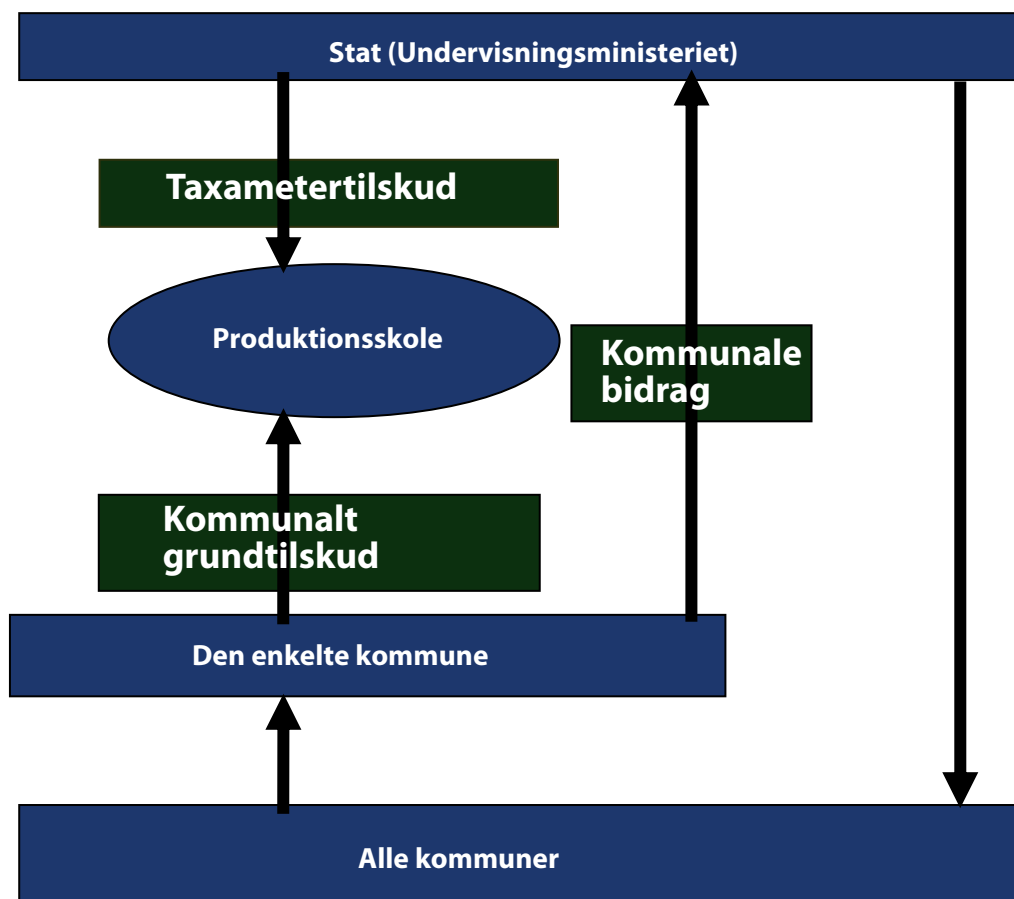 Stat (Undervisningsministeriet)
Taxametertilskud
Produktionsskole
Kommunale
bidrag
Kommunalt
grundtilskud
Den enkelte kommune
Alle kommuner